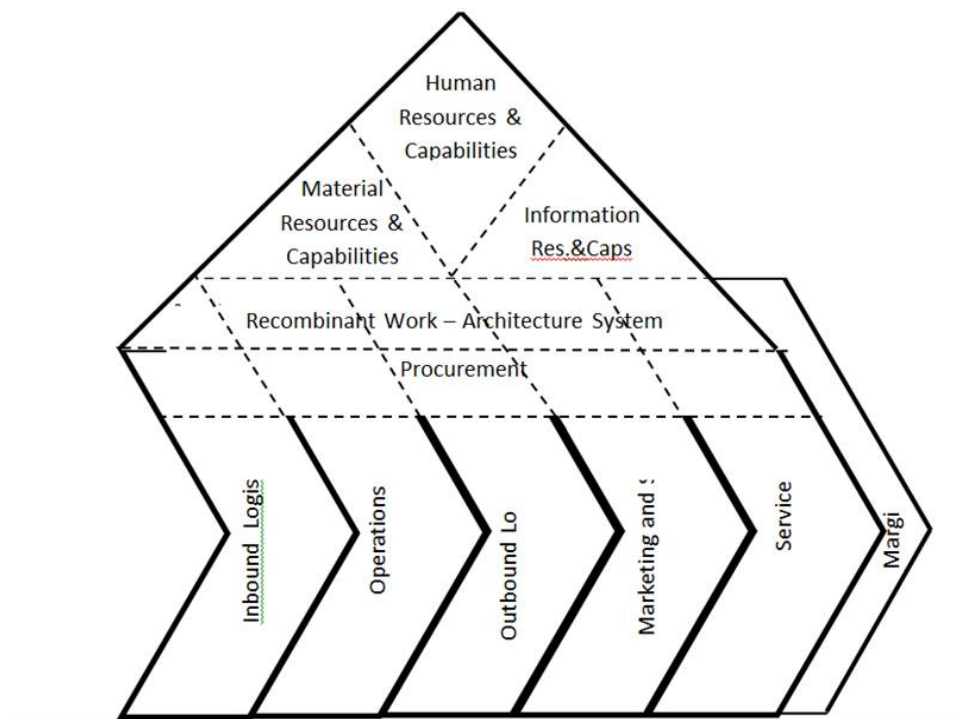 Human
Resources &
Capabilities
Material
Resources &
Capabilities
Information
Res.&Caps
Recombinant Work – Architecture System
Procurement
Inbound Logis
Operations
Outbound Lo
Marketing and
Service
Margi